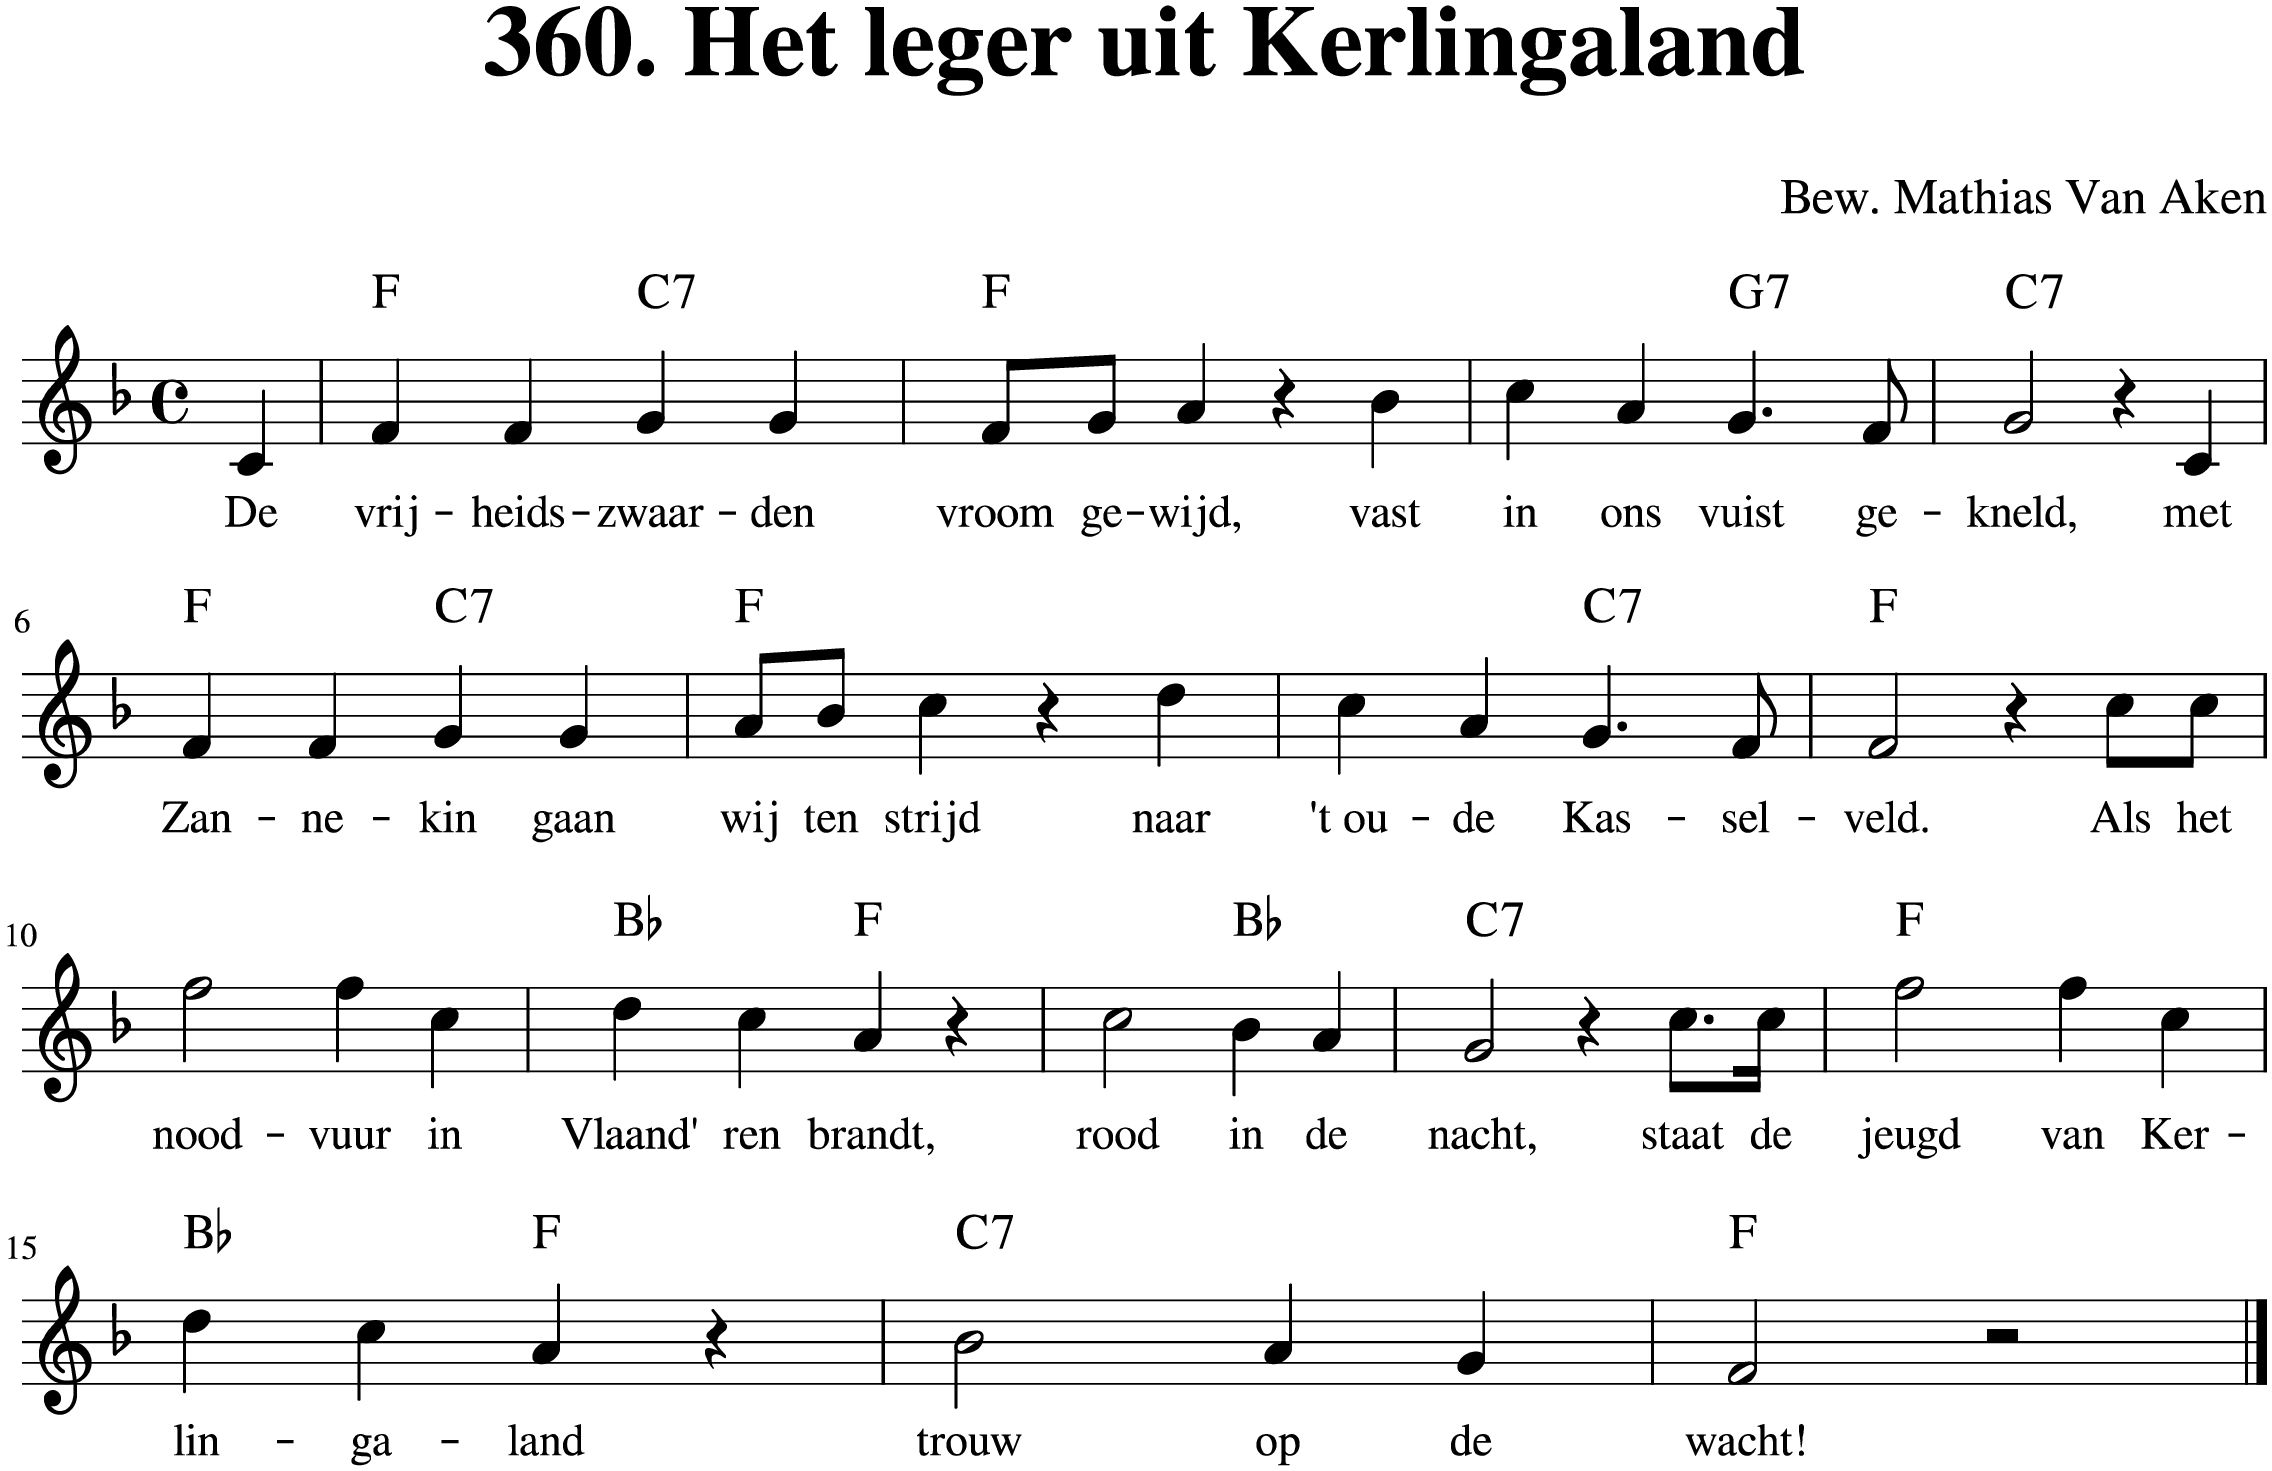 360. Het leger uit Kerlingaland
Bew. Mathias Van Aken
F C7 F G7 C7
De vrij - heids - zwaar - den vroom ge - wijd, vast in ons vuist ge - kneld, met
6 F C7 F C7 F
Zan - ne - kin gaan wij ten strijd naar 't ou - de Kas - sel - veld. Als het
10 B♭ F B♭ C7 F
nood - vuur in Vlaand' ren brandt, rood in de nacht, staat de jeugd van Ker -
15 B♭ F C7 F
lin - ga - land trouw op de wacht!